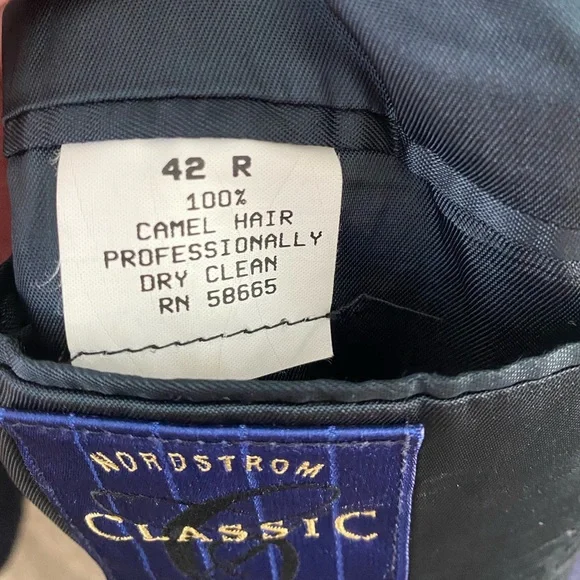 42 R
100%
CAMEL HAIR
PROFESSIONALLY
DRY CLEAN
RN 58665
NORDSTROM
CLASSIC